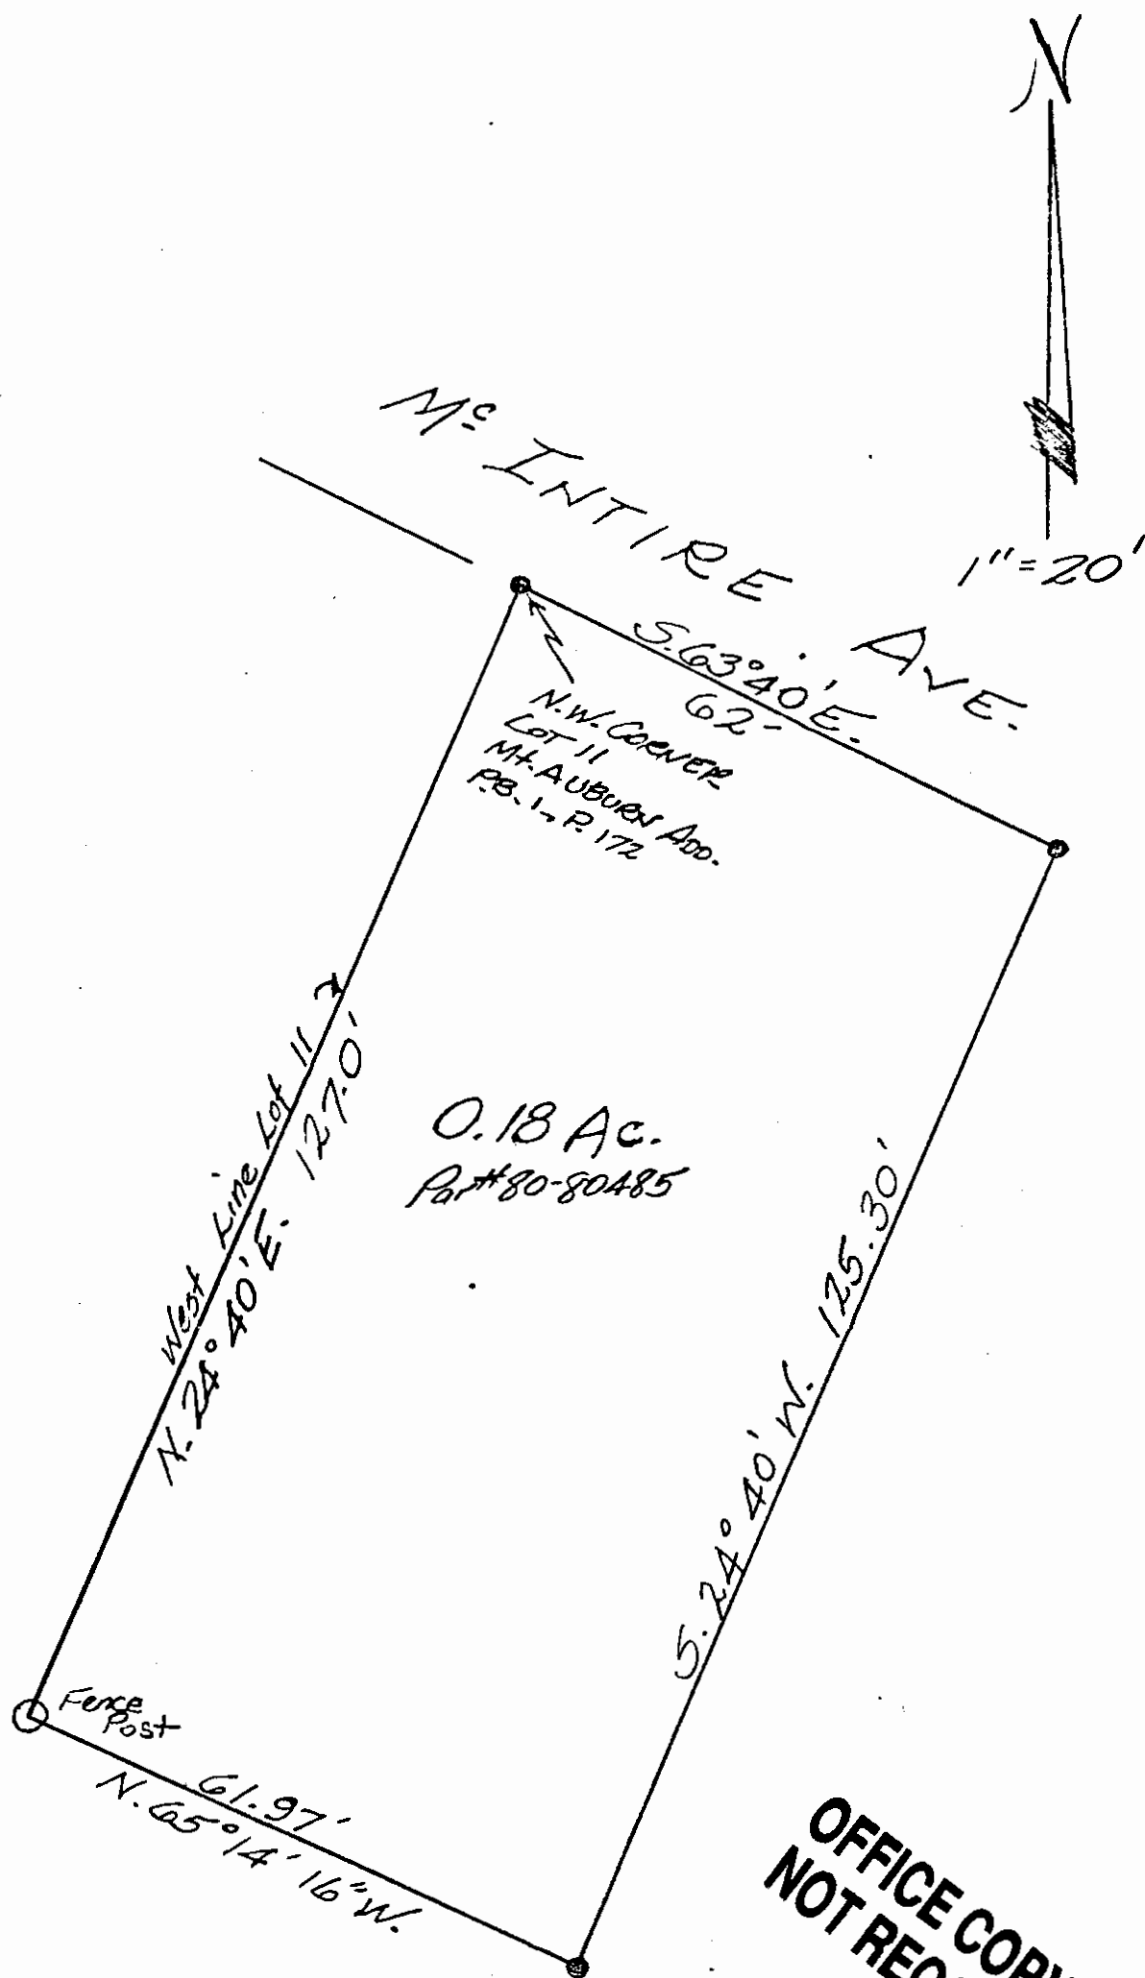 N
1"=20'
Mc INTIRE AVE.
S.63°40'E.
62'
N.W. CORNER
LOT 11
Mt. AUBURN ADD.
P.B. 1, P. 172
West Line Lot 11
N. 24°40'E. 127.0'
0.18 Ac.
Par# 80-80485
S. 24°40' W. 125.30'
Fence
Post
61.97'
N. 65°14'16"W.
OFFICE COPY
NOT